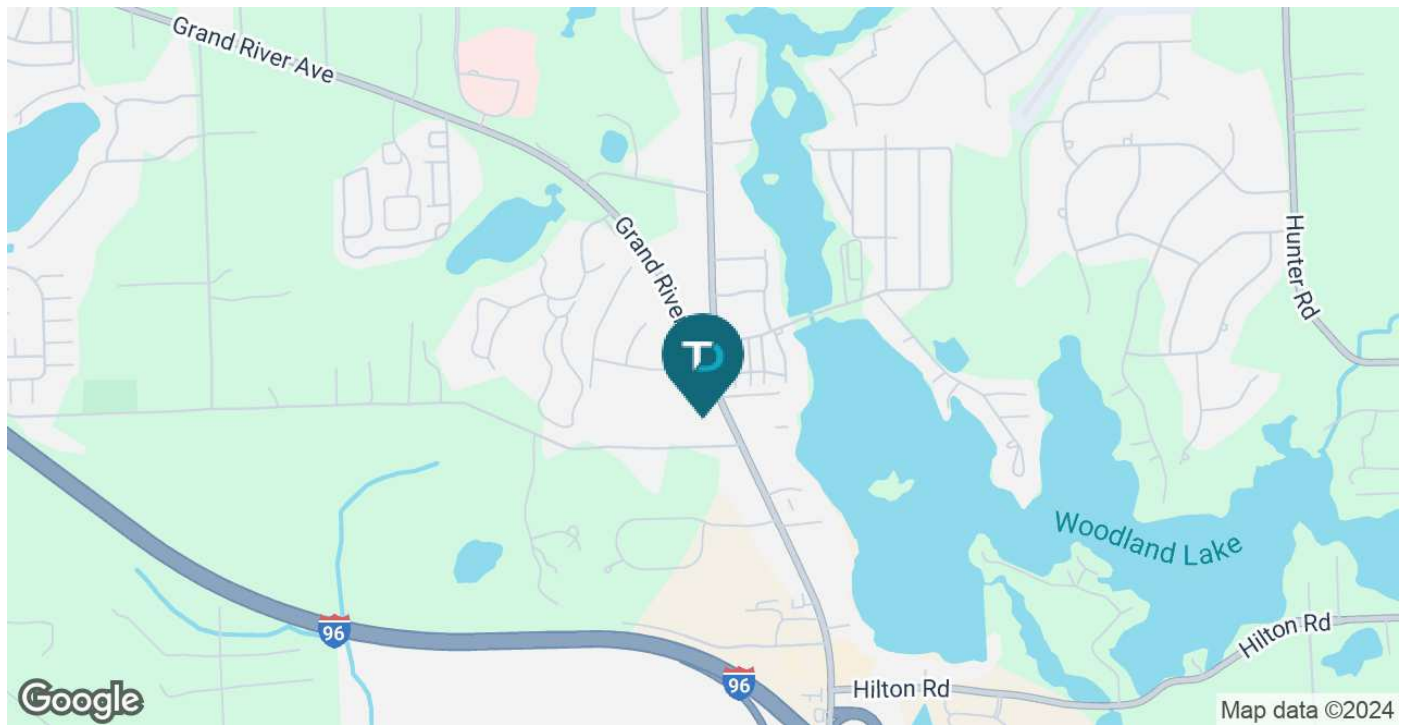 Grand River Ave
Grand River
Hunter Rd
TD
Woodland Lake
96
Hilton Rd
96
Hilton Rd
Google
Map data ©2024